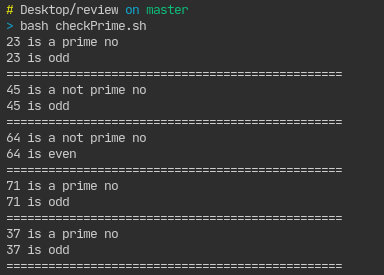 # Desktop/review on master
> bash checkPrime.sh
23 is a prime no
23 is odd
=============================================
45 is a not prime no
45 is odd
=============================================
64 is a not prime no
64 is even
=============================================
71 is a prime no
71 is odd
=============================================
37 is a prime no
37 is odd
=============================================